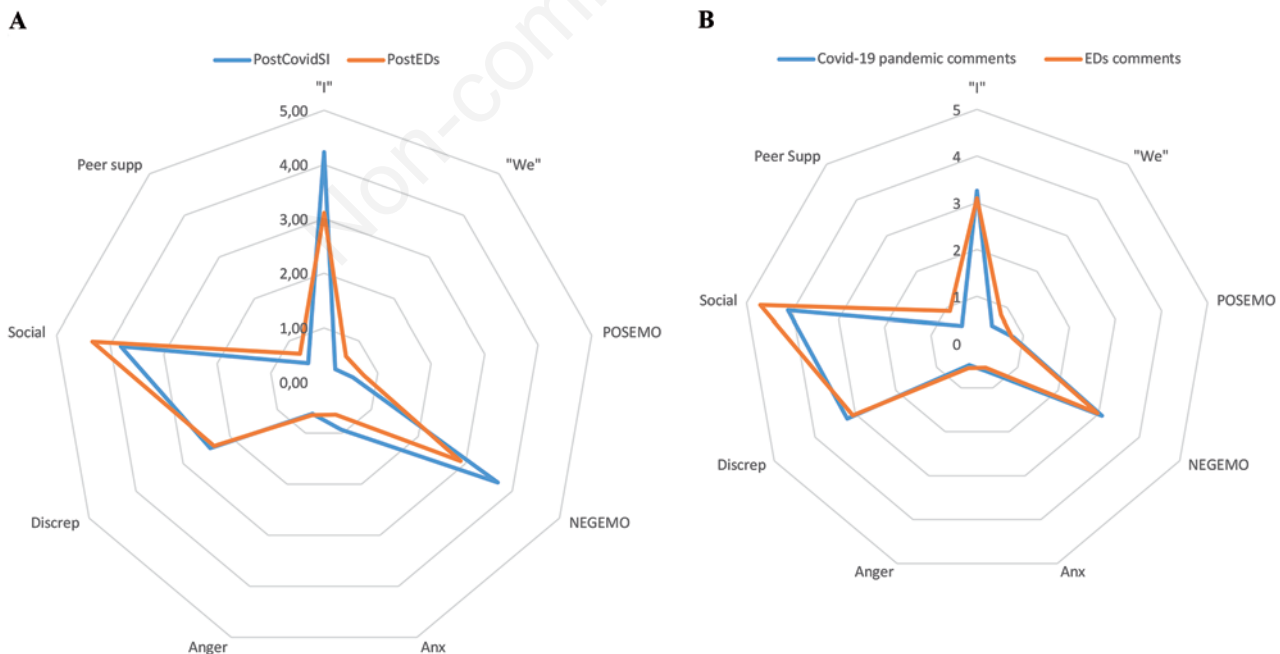 A
PostCovidSI PostEDs
"I"
5,00
"We"
Peer supp
4,00
3,00
2,00
Social
POSEMO
1,00
0,00
Discrep
NEGEMO
Anger
Anx
Non-comm
B
Covid-19 pandemic comments EDs comments
"I"
5
"We"
Peer Supp
4
3
2
Social
POSEMO
1
0
Discrep
NEGEMO
Anger
Anx